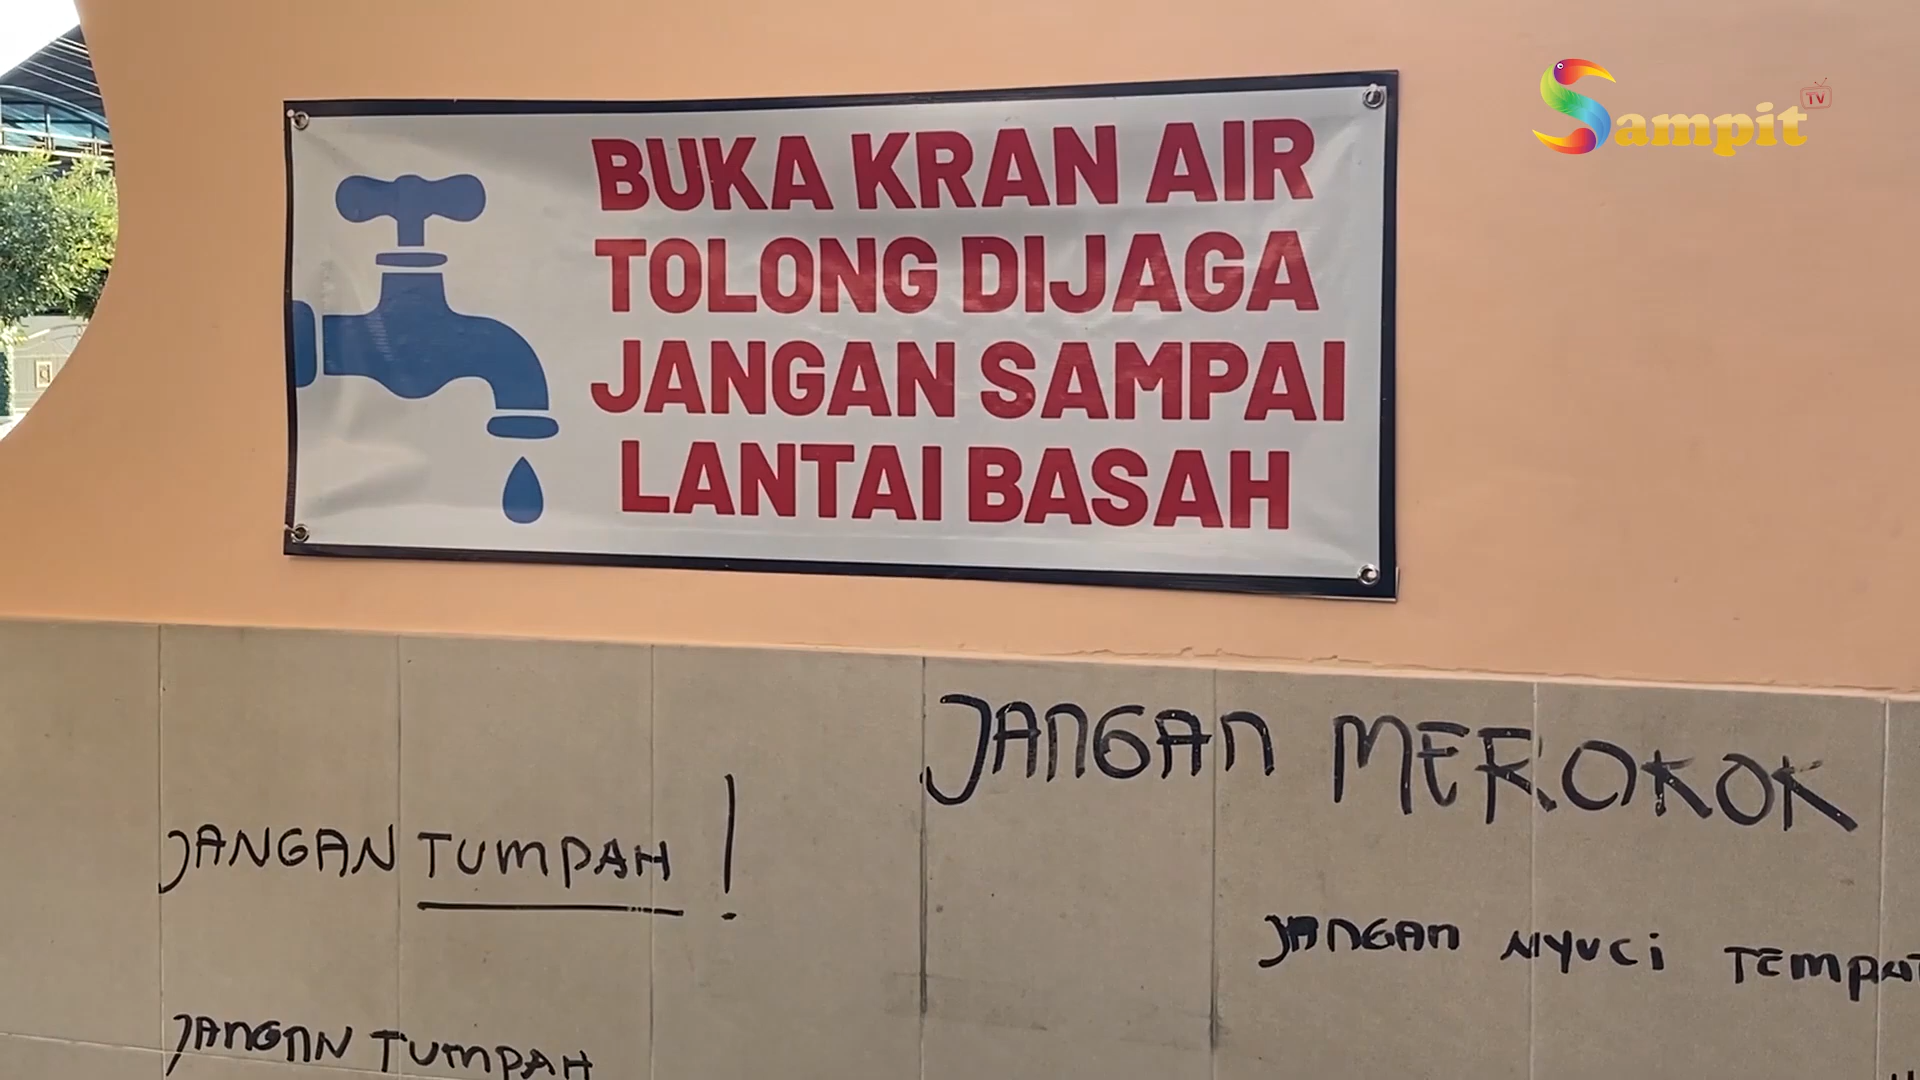 Sampit TV
BUKA KRAN AIR
TOLONG DIJAGA
JANGAN SAMPAI
LANTAI BASAH
JANGAN MEROKOK
JANGAN TUMPAH !
JANGAN NYUCI TEMPAT
JANGAN TUMPAH